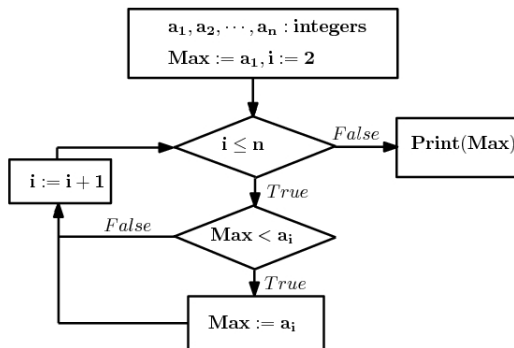 a₁, a₂, ⋯, aₙ : integers
Max := a₁, i := 2
i ≤ n
False
Print(Max)
i := i + 1
True
False
Max < aᵢ
True
Max := aᵢ